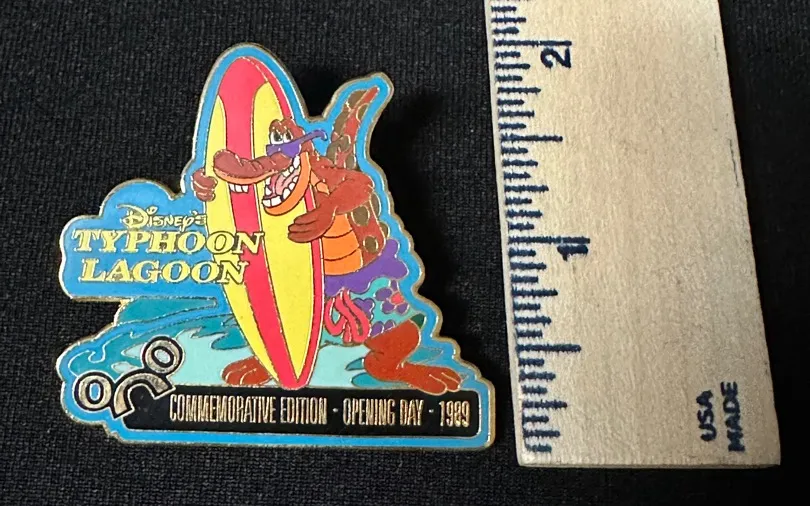 DISNEY'S
TYPHOON
LAGOON
COMMEMORATIVE EDITION · OPENING DAY · 1989
2
1
USA
MADE